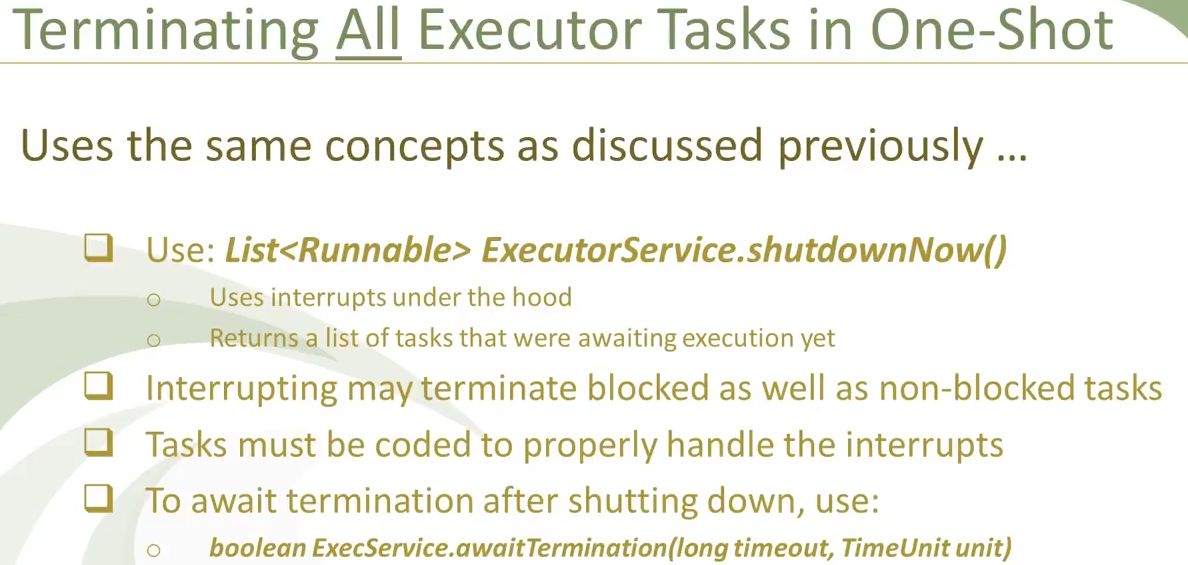 Terminating All Executor Tasks in One-Shot
Uses the same concepts as discussed previously ...
Use: List<Runnable> ExecutorService.shutdownNow()
Uses interrupts under the hood
Returns a list of tasks that were awaiting execution yet
Interrupting may terminate blocked as well as non-blocked tasks
Tasks must be coded to properly handle the interrupts
To await termination after shutting down, use:
boolean ExecService.awaitTermination(long timeout, TimeUnit unit)